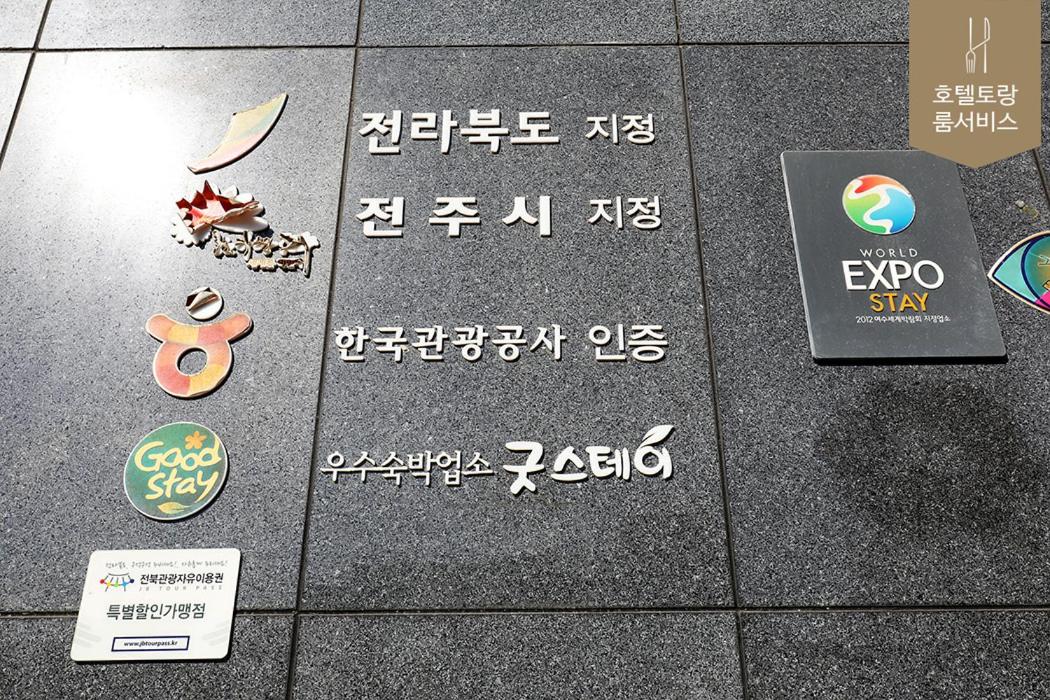 호텔토랑
룸서비스
전라북도 지정
전주시 지정
한국관광공사 인증
Good
stay
우수숙박업소 굿스테이
전북관광자유이용권
JB TOUR PASS
특별할인가맹점
www.jbtourpass.kr
WORLD
EXPO
STAY
2012 여수세계박람회 지정업소